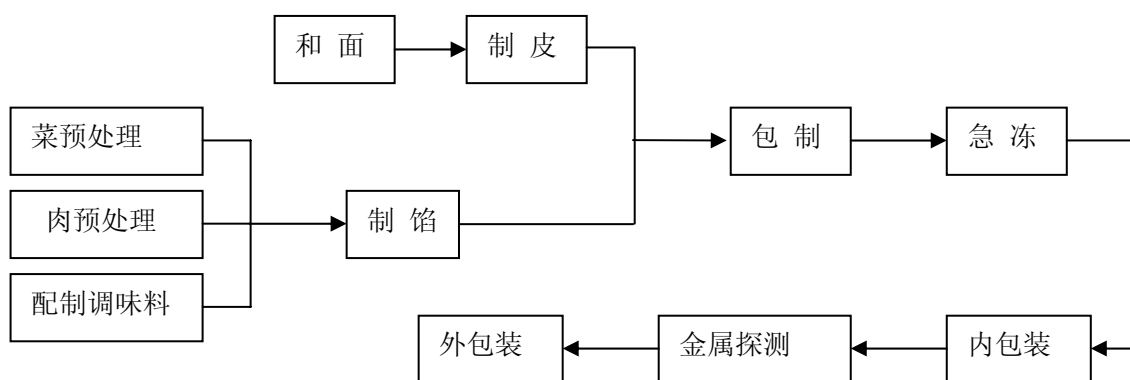 和 面
制 皮
菜预处理
包 制
急 冻
肉预处理
制 馅
配制调味料
外包装
金属探测
内包装